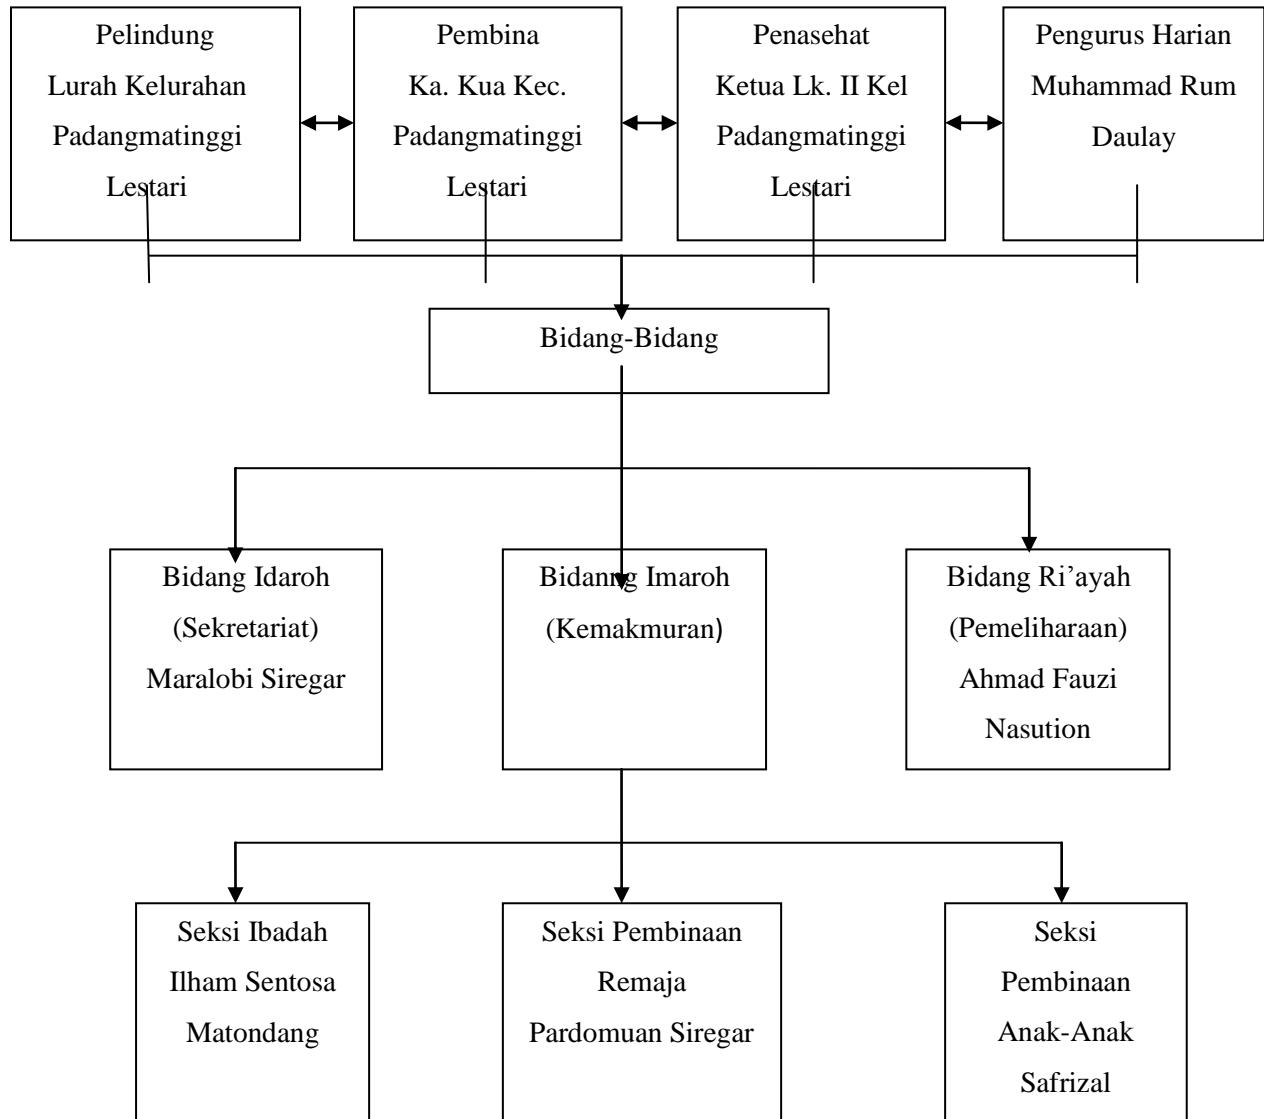 Pelindung
Lurah Kelurahan
Padangmatinggi
Lestari
Pembina
Ka. Kua Kec.
Padangmatinggi
Lestari
Penasehat
Ketua Lk. II Kel
Padangmatinggi
Lestari
Pengurus Harian
Muhammad Rum
Daulay
Bidang-Bidang
Bidang Idaroh
(Sekretariat)
Maralobi Siregar
Bidanng Imaroh
(Kemakmuran)
Bidang Ri’ayah
(Pemeliharaan)
Ahmad Fauzi
Nasution
Seksi Ibadah
Ilham Sentosa
Matondang
Seksi Pembinaan
Remaja
Pardomuan Siregar
Seksi
Pembinaan
Anak-Anak
Safrizal